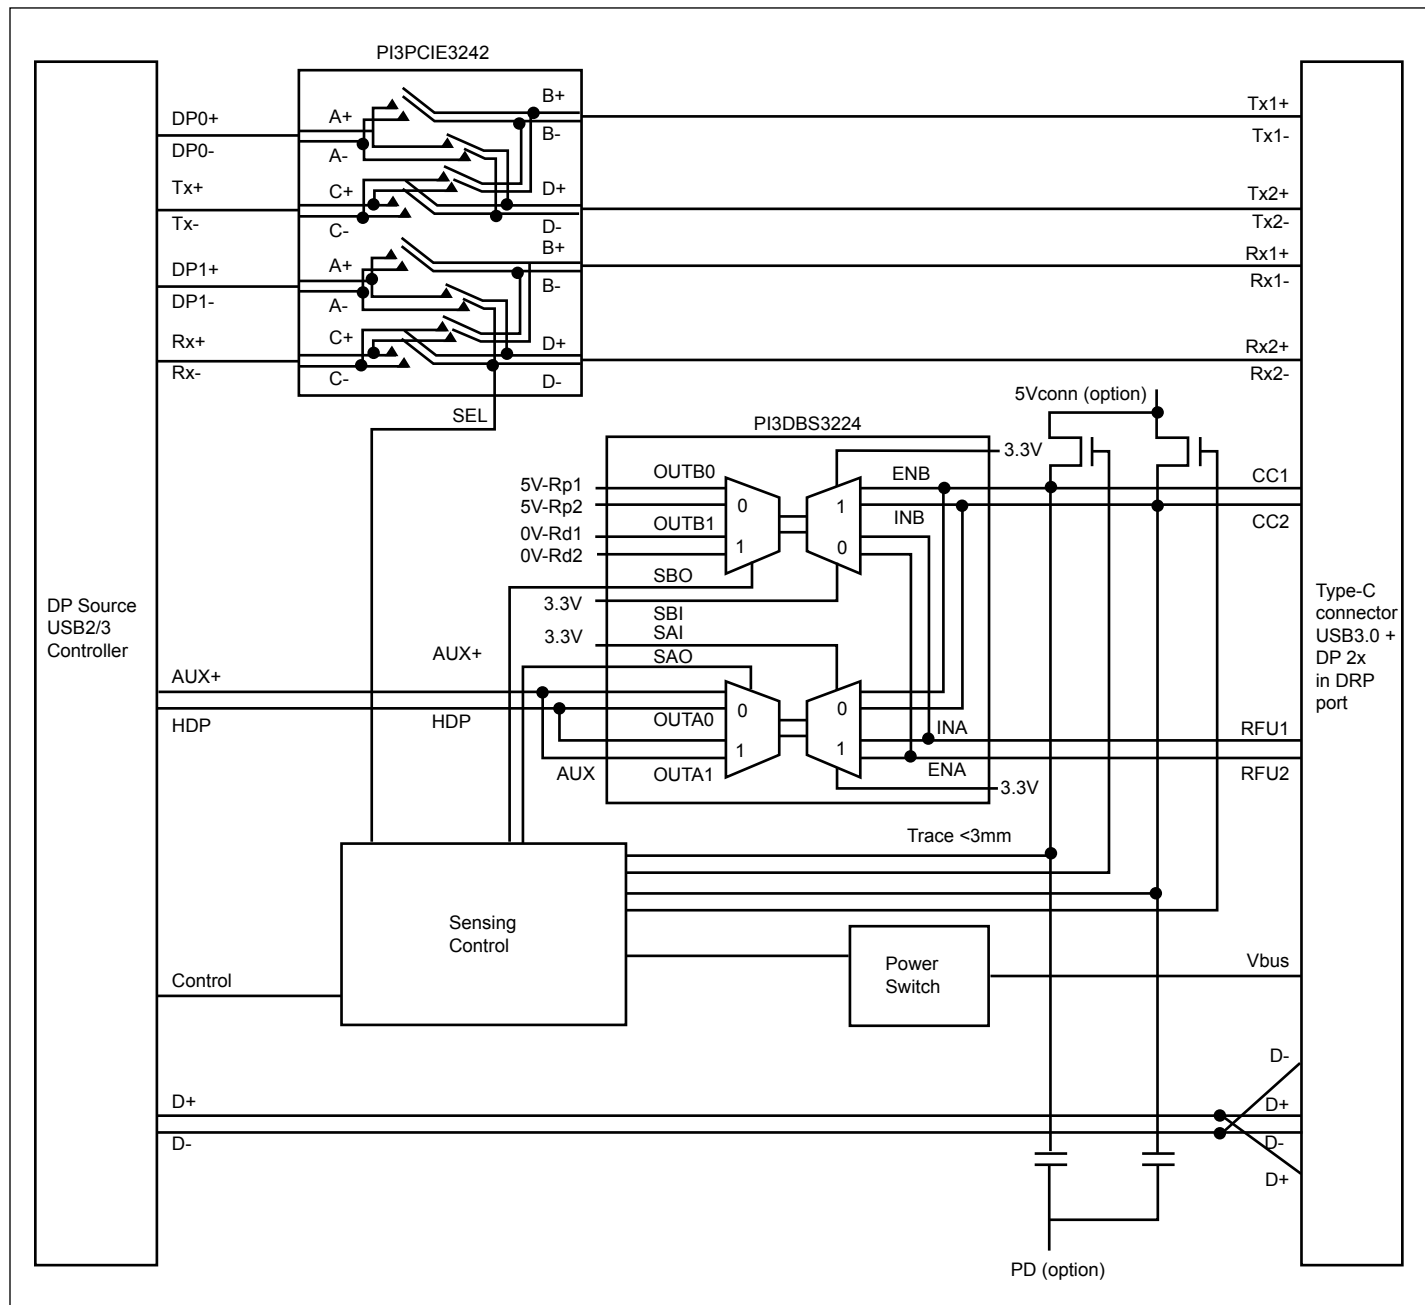 PI3PCIE3242
DP0+
DP0-
Tx+
Tx-
DP1+
DP1-
Rx+
Rx-
A+
A-
C+
C-
A+
A-
C+
C-
B+
B-
D+
D-
B+
B-
D+
D-
SEL
Tx1+
Tx1-
Tx2+
Tx2-
Rx1+
Rx1-
Rx2+
Rx2-
5Vconn (option)
PI3DBS3224
3.3V
5V-Rp1
5V-Rp2
0V-Rd1
0V-Rd2
OUTB0
OUTB1
0
1
1
0
ENB
INB
CC1
CC2
SBO
3.3V
SBI
3.3V
SAI
SAO
DP Source
USB2/3
Controller
Type-C
connector
USB3.0 +
DP 2x
in DRP
port
AUX+
HDP
AUX+
HDP
AUX
OUTA0
OUTA1
0
1
0
1
INA
ENA
3.3V
RFU1
RFU2
Trace <3mm
Sensing
Control
Power
Switch
Vbus
Control
D+
D-
D-
D+
D-
D+
PD (option)